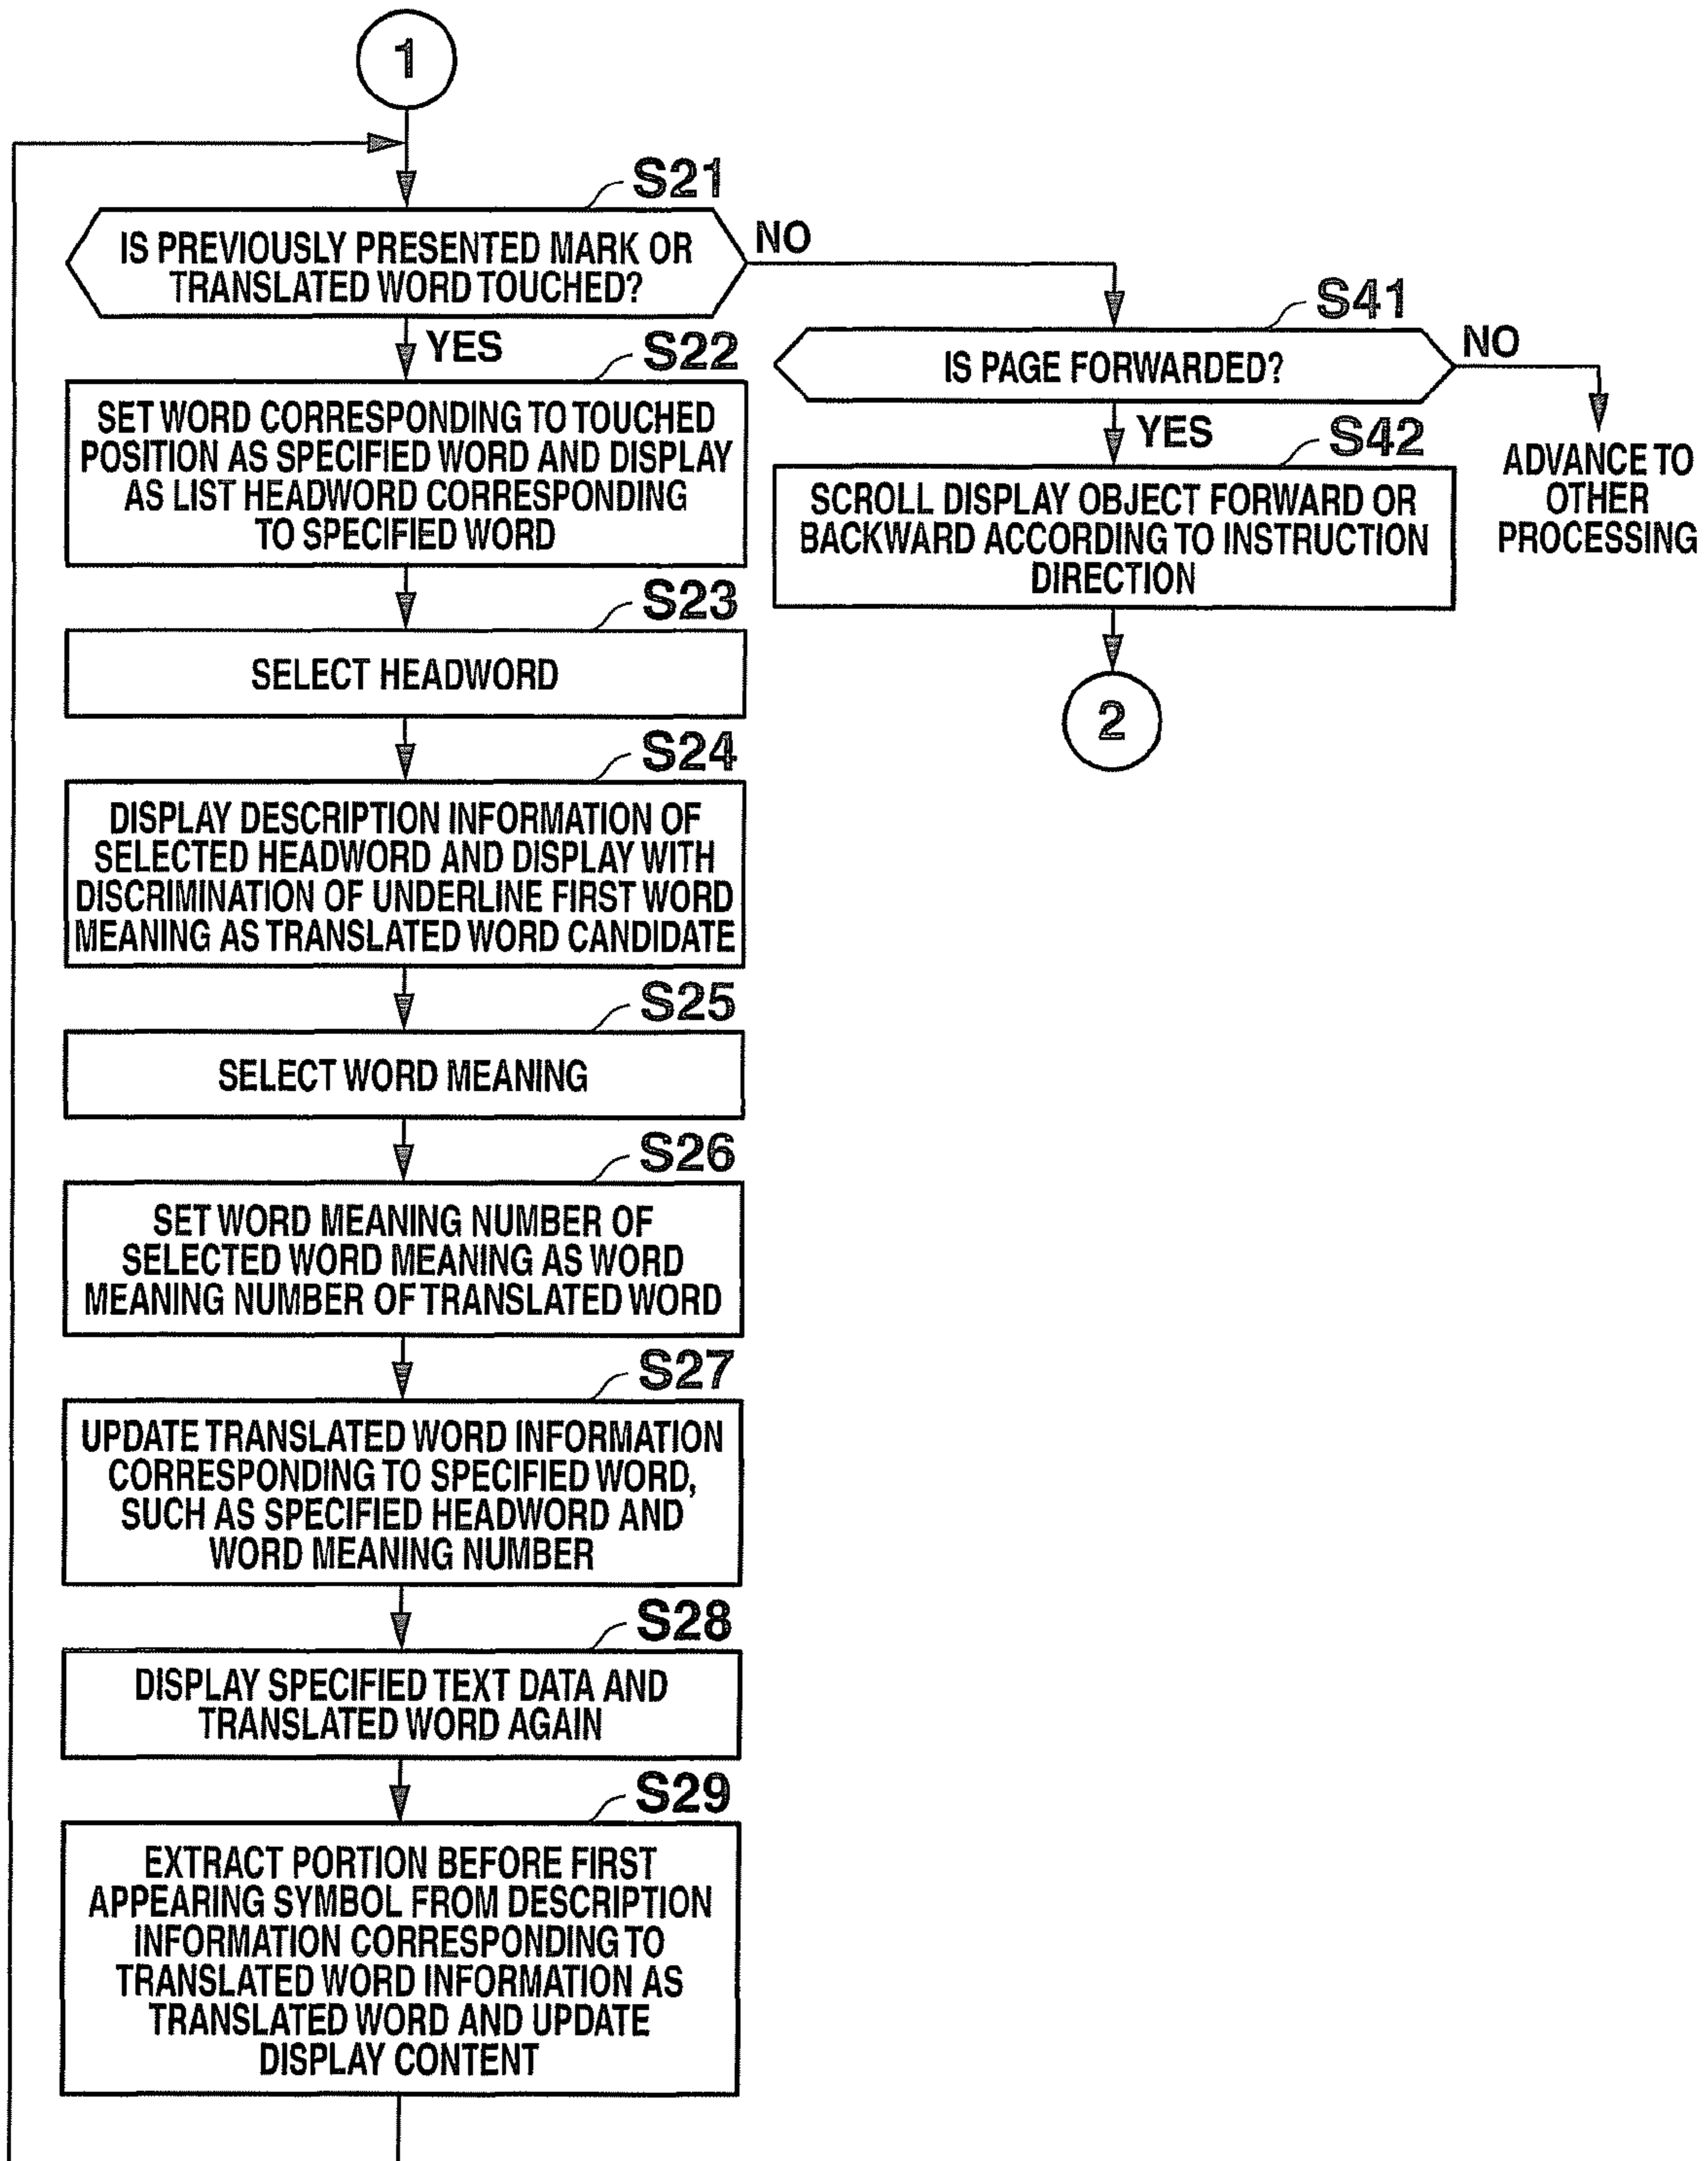 1
S21
IS PREVIOUSLY PRESENTED MARK OR
TRANSLATED WORD TOUCHED?
NO
YES
S22
SET WORD CORRESPONDING TO TOUCHED
POSITION AS SPECIFIED WORD AND DISPLAY
AS LIST HEADWORD CORRESPONDING
TO SPECIFIED WORD
S23
SELECT HEADWORD
S24
DISPLAY DESCRIPTION INFORMATION OF
SELECTED HEADWORD AND DISPLAY WITH
DISCRIMINATION OF UNDERLINE FIRST WORD
MEANING AS TRANSLATED WORD CANDIDATE
S25
SELECT WORD MEANING
S26
SET WORD MEANING NUMBER OF
SELECTED WORD MEANING AS WORD
MEANING NUMBER OF TRANSLATED WORD
S27
UPDATE TRANSLATED WORD INFORMATION
CORRESPONDING TO SPECIFIED WORD,
SUCH AS SPECIFIED HEADWORD AND
WORD MEANING NUMBER
S28
DISPLAY SPECIFIED TEXT DATA AND
TRANSLATED WORD AGAIN
S29
EXTRACT PORTION BEFORE FIRST
APPEARING SYMBOL FROM DESCRIPTION
INFORMATION CORRESPONDING TO
TRANSLATED WORD INFORMATION AS
TRANSLATED WORD AND UPDATE
DISPLAY CONTENT
S41
IS PAGE FORWARDED?
NO
YES
ADVANCE TO
OTHER
PROCESSING
S42
SCROLL DISPLAY OBJECT FORWARD OR
BACKWARD ACCORDING TO INSTRUCTION
DIRECTION
2